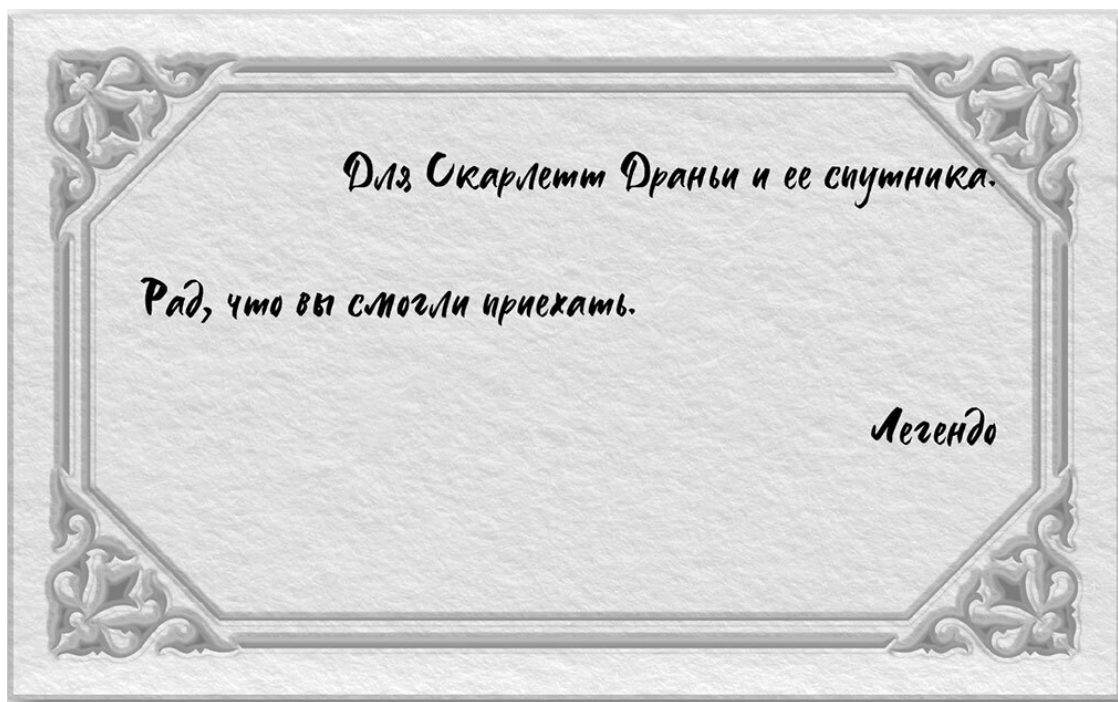 Для Скарлетт Драньи и ее спутника.
Рад, что вы смогли приехать.
Легендо